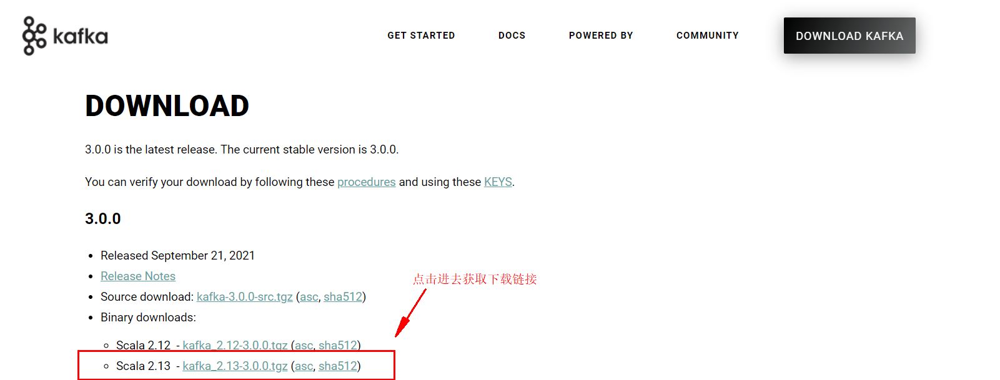 kafka
GET STARTED
DOCS
POWERED BY
COMMUNITY
DOWNLOAD KAFKA
DOWNLOAD
3.0.0 is the latest release. The current stable version is 3.0.0.
You can verify your download by following these procedures and using these KEYS.
3.0.0
Released September 21, 2021
Release Notes
点击进去获取下载链接
Source download: kafka-3.0.0-src.tgz (asc, sha512)
Binary downloads:
Scala 2.12 - kafka_2.12-3.0.0.tgz (asc, sha512)
Scala 2.13 - kafka_2.13-3.0.0.tgz (asc, sha512)